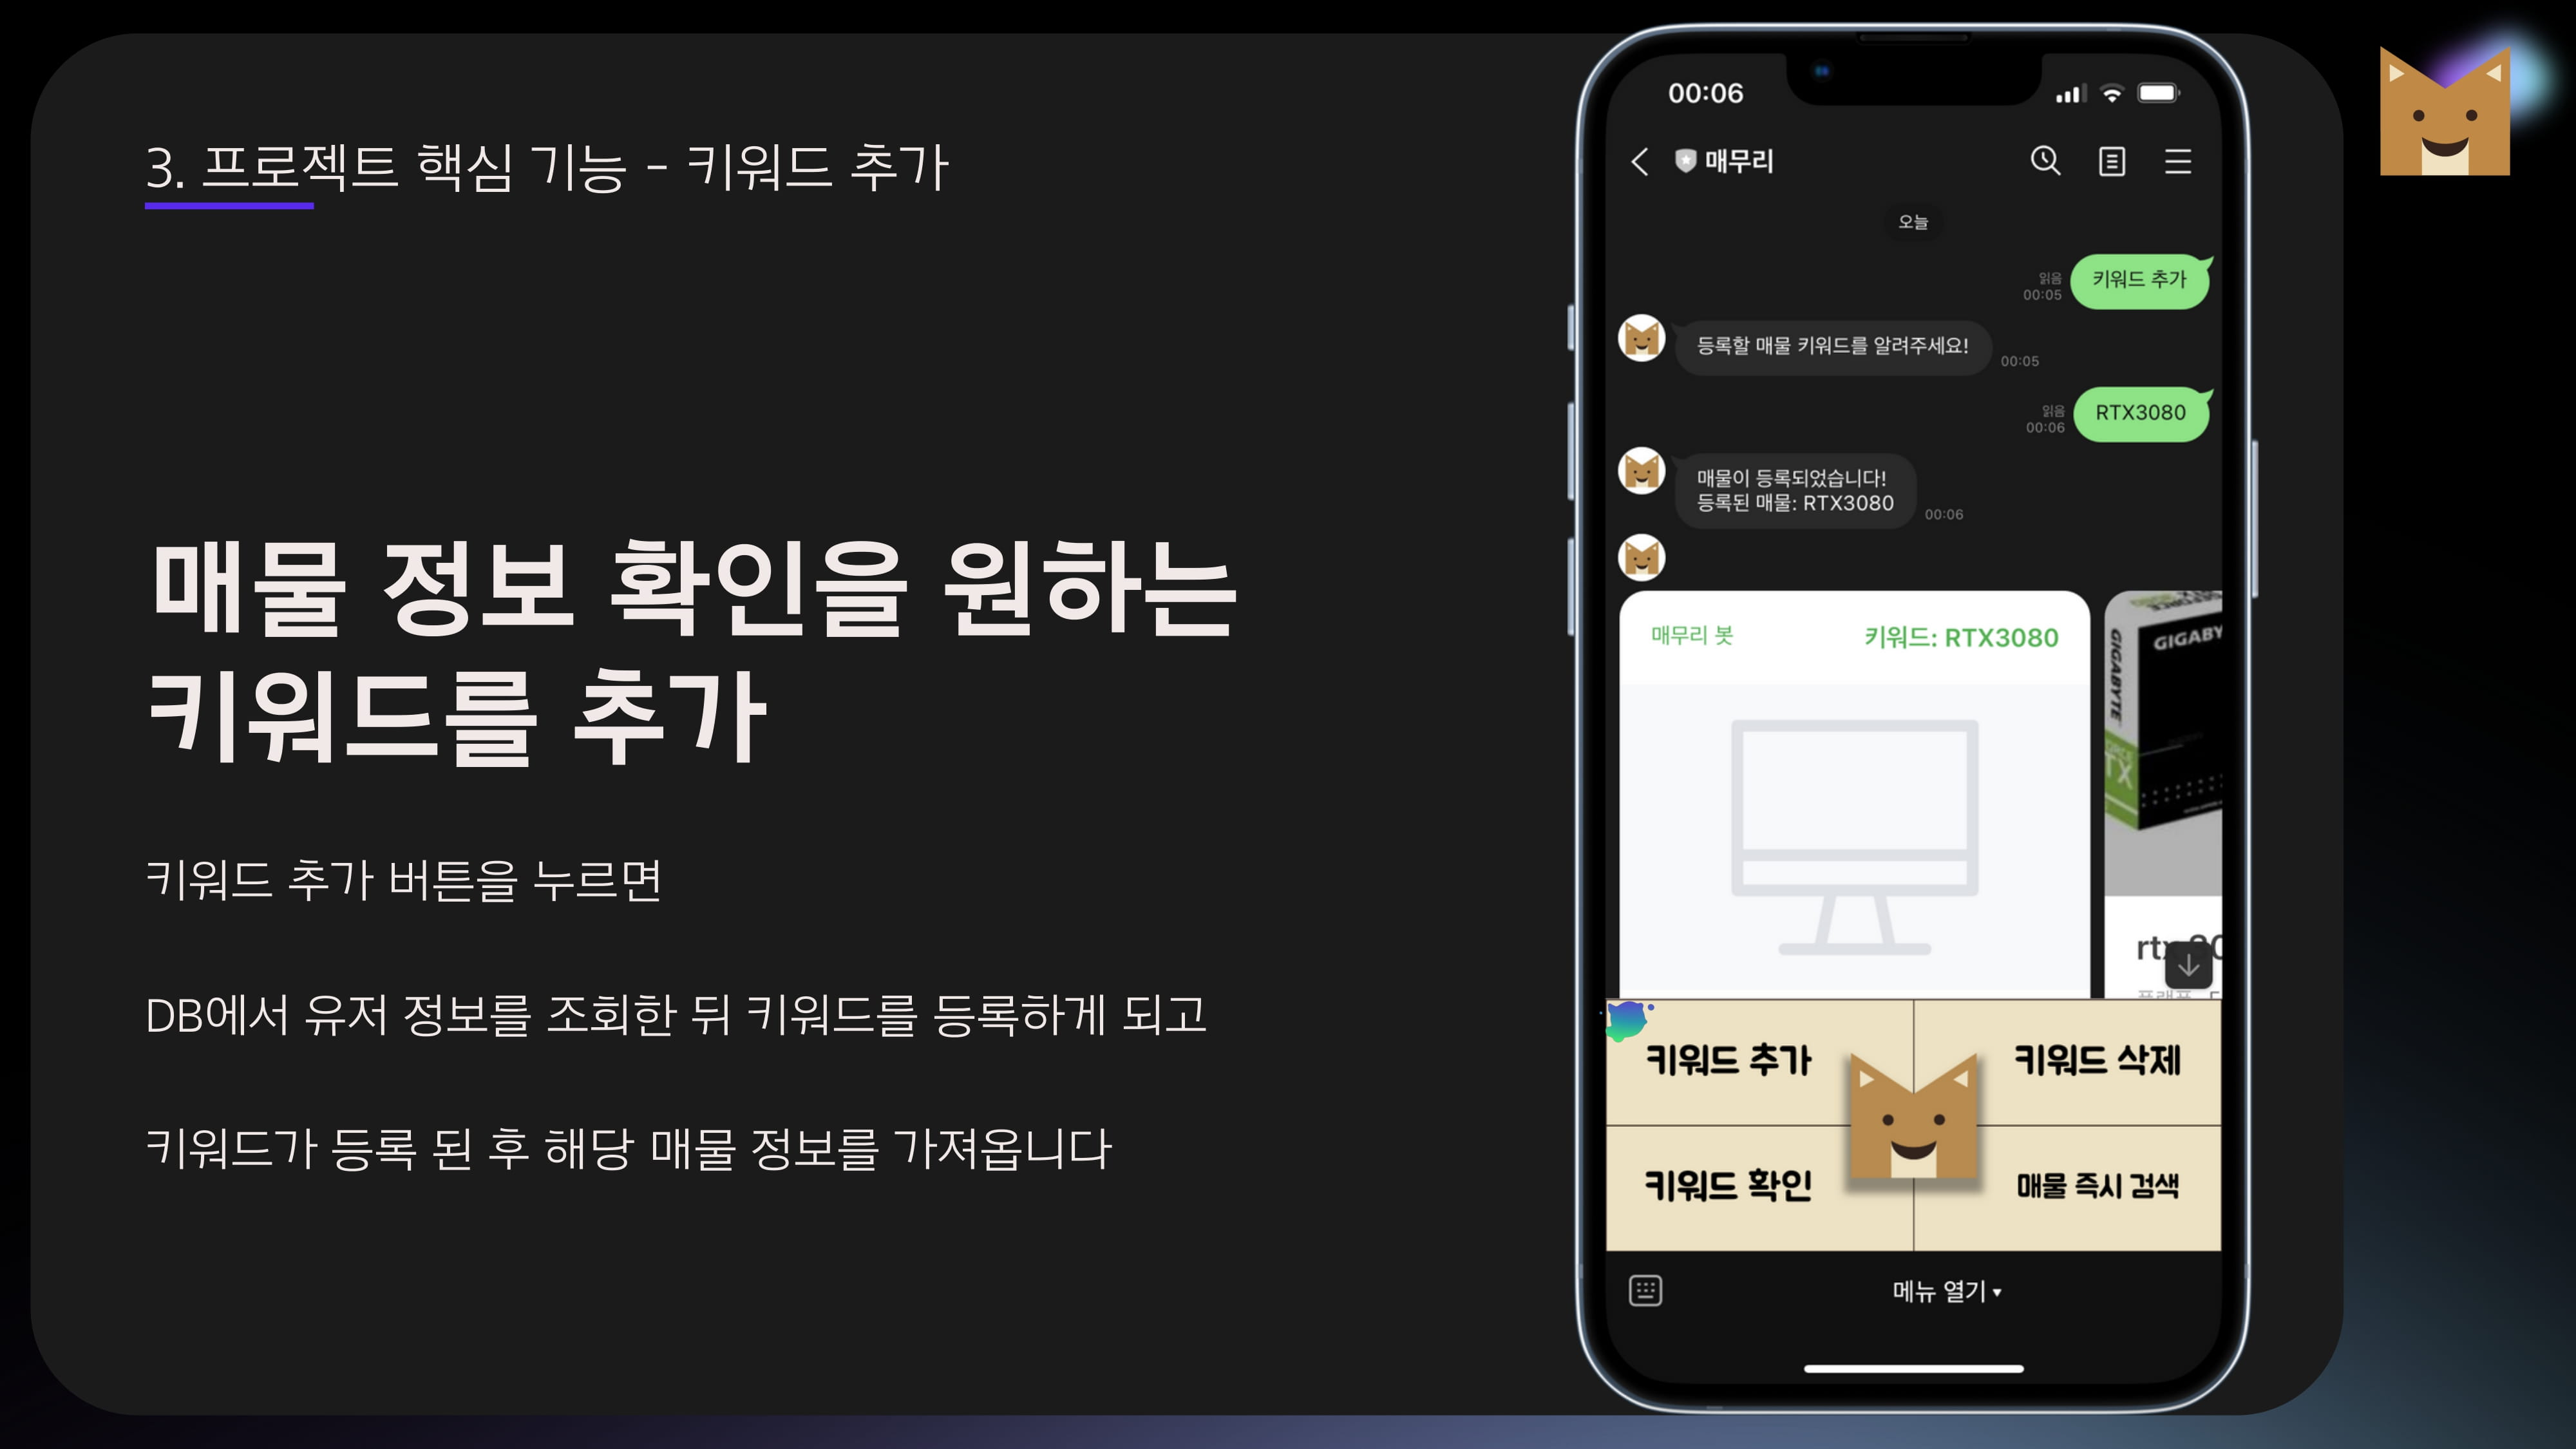 3. 프로젝트 핵심 기능 - 키워드 추가
매물 정보 확인을 원하는
키워드를 추가
키워드 추가 버튼을 누르면
DB에서 유저 정보를 조회한 뒤 키워드를 등록하게 되고
키워드가 등록 된 후 해당 매물 정보를 가져옵니다
00:06
매무리
오늘
키워드 추가
읽음
00:05
등록할 매물 키워드를 알려주세요!
00:05
RTX3080
읽음
00:06
매물이 등록되었습니다!
등록된 매물: RTX3080
00:06
매무리 봇
키워드: RTX3080
GIGABYTE
GIGABY
TX
키워드 추가
키워드 삭제
키워드 확인
매물 즉시 검색
메뉴 열기 ▾